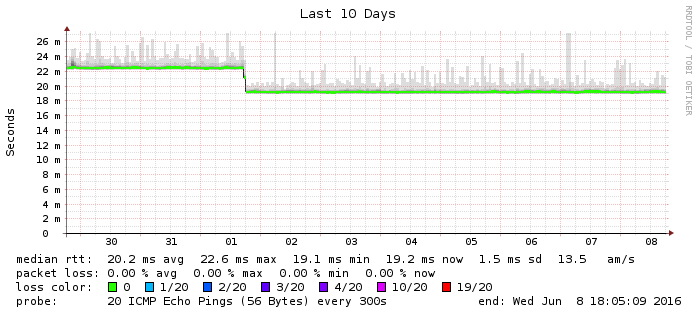 Last 10 Days
RRDTOOL / TOBI OETIKER
Seconds
26 m
24 m
22 m
20 m
18 m
16 m
14 m
12 m
10 m
8 m
6 m
4 m
2 m
0
30 31 01 02 03 04 05 06 07 08
median rtt: 20.2 ms avg 22.6 ms max 19.1 ms min 19.2 ms now 1.5 ms sd 13.5 am/s
packet loss: 0.00 % avg 0.00 % max 0.00 % min 0.00 % now
loss color: 0 1/20 2/20 3/20 4/20 10/20 19/20
probe: 20 ICMP Echo Pings (56 Bytes) every 300s end: Wed Jun 8 18:05:09 2016